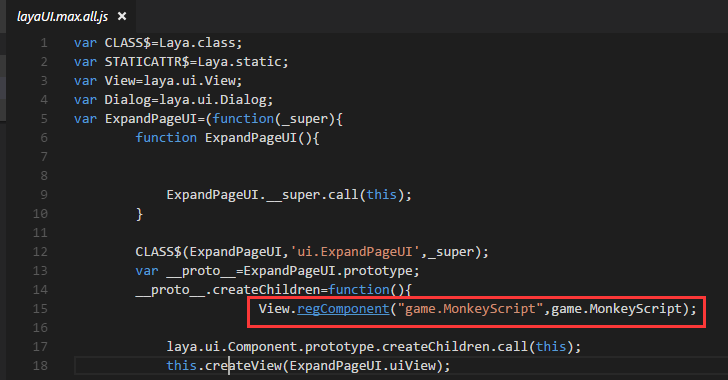 layaUI.max.all.js ×
1 var CLASS$=Laya.class;
2 var STATICATTR$=Laya.static;
3 var View=laya.ui.View;
4 var Dialog=laya.ui.Dialog;
5 var ExpandPageUI=(function(_super){
6 function ExpandPageUI(){
7
8
9 ExpandPageUI.__super.call(this);
10 }
11
12 CLASS$(ExpandPageUI,'ui.ExpandPageUI',_super);
13 var __proto__=ExpandPageUI.prototype;
14 __proto__.createChildren=function(){
15 View.regComponent("game.MonkeyScript",game.MonkeyScript);
16
17 laya.ui.Component.prototype.createChildren.call(this);
18 this.createView(ExpandPageUI.uiView);